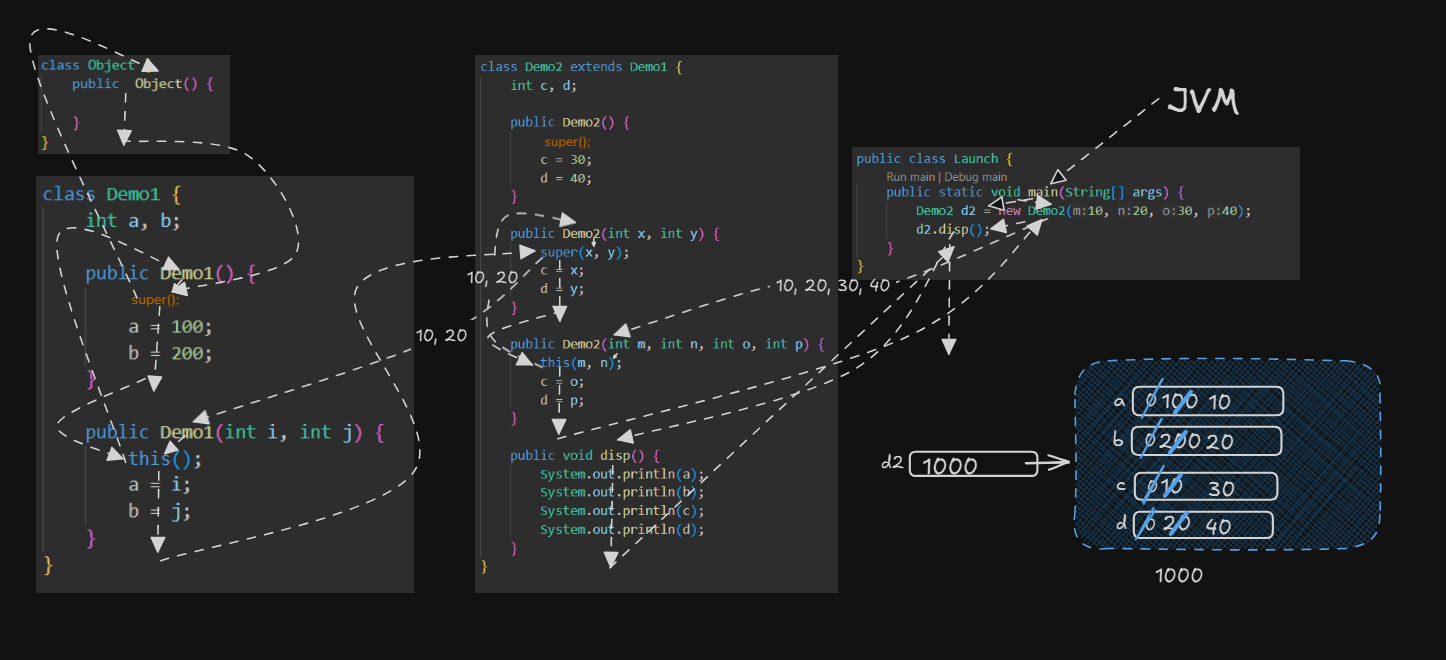 class Object
public Object() {
}
}
class Demo1 {
int a, b;
public Demo1() {
super();
a = 100;
b = 200;
}
public Demo1(int i, int j) {
this();
a = i;
b = j;
}
}
10, 20
class Demo2 extends Demo1 {
int c, d;
public Demo2() {
super();
c = 30;
d = 40;
}
public Demo2(int x, int y) {
super(x, y);
c = x;
d = y;
}
10, 20
public Demo2(int m, int n, int o, int p) {
this(m, n);
c = o;
d = p;
}
public void disp() {
System.out.println(a);
System.out.println(b);
System.out.println(c);
System.out.println(d);
}
}
10, 20, 30, 40
JVM
public class Launch {
Run main | Debug main
public static void main(String[] args) {
Demo2 d2 = new Demo2(m:10, n:20, o:30, p:40);
d2.disp();
}
}
d2 1000
a 0 100 10
b 0 200 20
c 0 10 30
d 0 20 40
1000